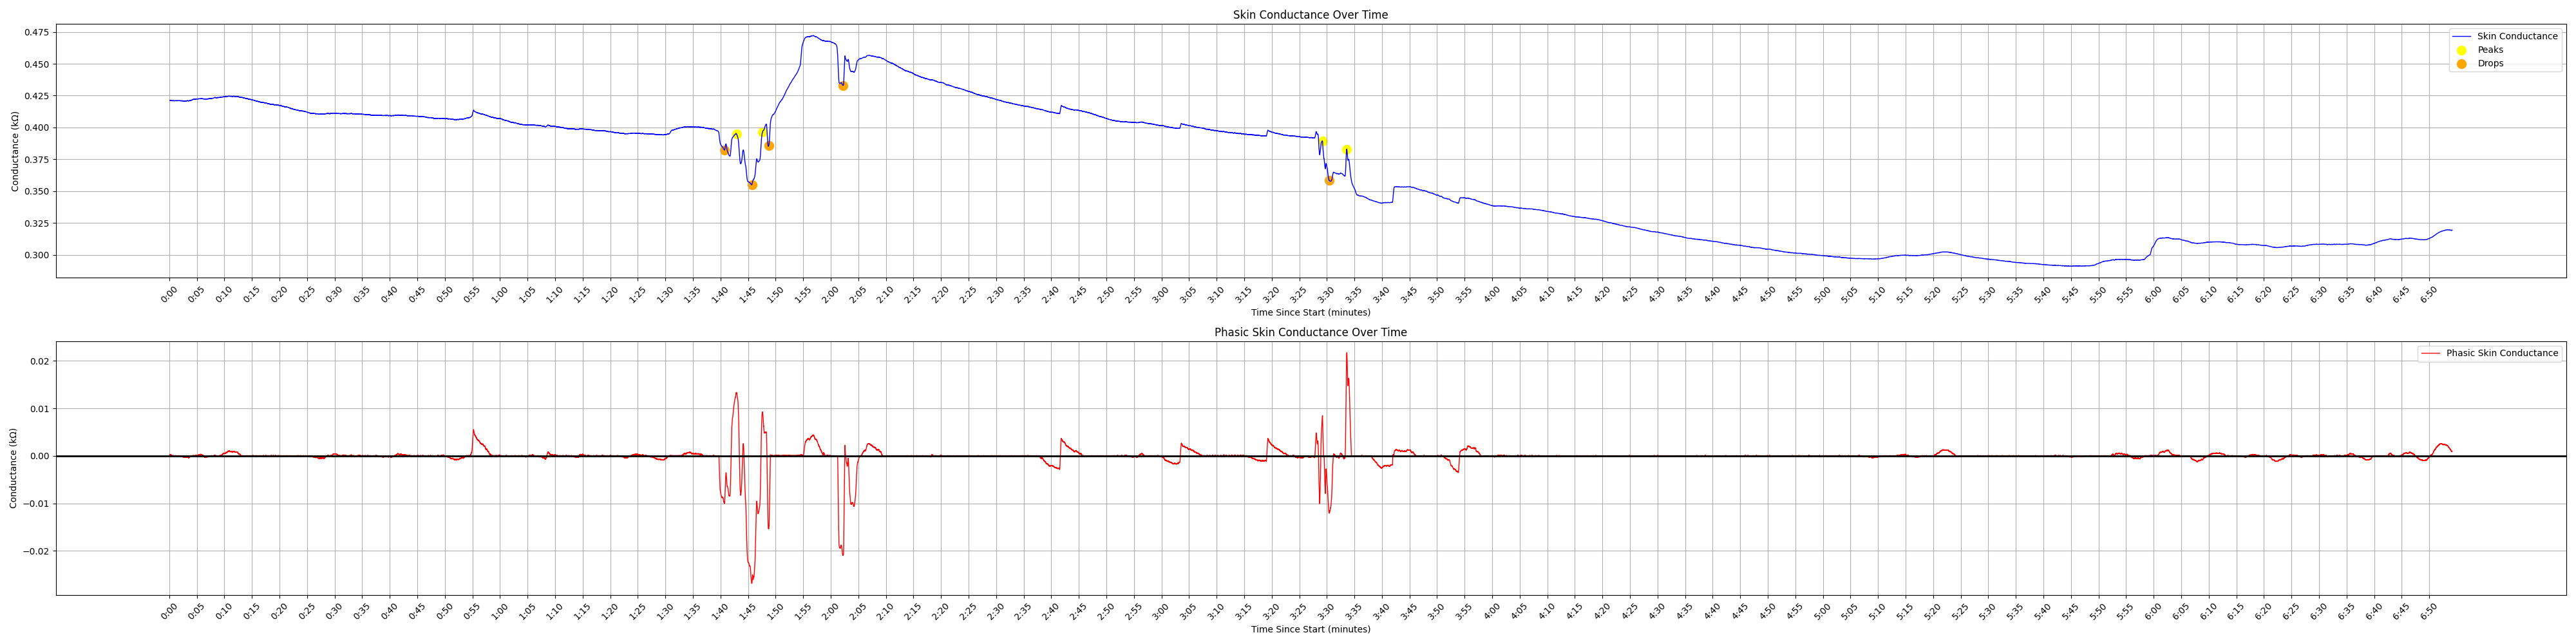 Skin Conductance Over Time
Conductance (kΩ)
0.475
0.450
0.425
0.400
0.375
0.350
0.325
0.300
Skin Conductance
Peaks
Drops
0:00 0:05 0:10 0:15 0:20 0:25 0:30 0:35 0:40 0:45 0:50 0:55 1:00 1:05 1:10 1:15 1:20 1:25 1:30 1:35 1:40 1:45 1:50 1:55 2:00 2:05 2:10 2:15 2:20 2:25 2:30 2:35 2:40 2:45 2:50 2:55 3:00 3:05 3:10 3:15 3:20 3:25 3:30 3:35 3:40 3:45 3:50 3:55 4:00 4:05 4:10 4:15 4:20 4:25 4:30 4:35 4:40 4:45 4:50 4:55 5:00 5:05 5:10 5:15 5:20 5:25 5:30 5:35 5:40 5:45 5:50 5:55 6:00 6:05 6:10 6:15 6:20 6:25 6:30 6:35 6:40 6:45 6:50
Time Since Start (minutes)
Phasic Skin Conductance Over Time
Conductance (kΩ)
0.02
0.01
0.00
−0.01
−0.02
Phasic Skin Conductance
0:00 0:05 0:10 0:15 0:20 0:25 0:30 0:35 0:40 0:45 0:50 0:55 1:00 1:05 1:10 1:15 1:20 1:25 1:30 1:35 1:40 1:45 1:50 1:55 2:00 2:05 2:10 2:15 2:20 2:25 2:30 2:35 2:40 2:45 2:50 2:55 3:00 3:05 3:10 3:15 3:20 3:25 3:30 3:35 3:40 3:45 3:50 3:55 4:00 4:05 4:10 4:15 4:20 4:25 4:30 4:35 4:40 4:45 4:50 4:55 5:00 5:05 5:10 5:15 5:20 5:25 5:30 5:35 5:40 5:45 5:50 5:55 6:00 6:05 6:10 6:15 6:20 6:25 6:30 6:35 6:40 6:45 6:50
Time Since Start (minutes)